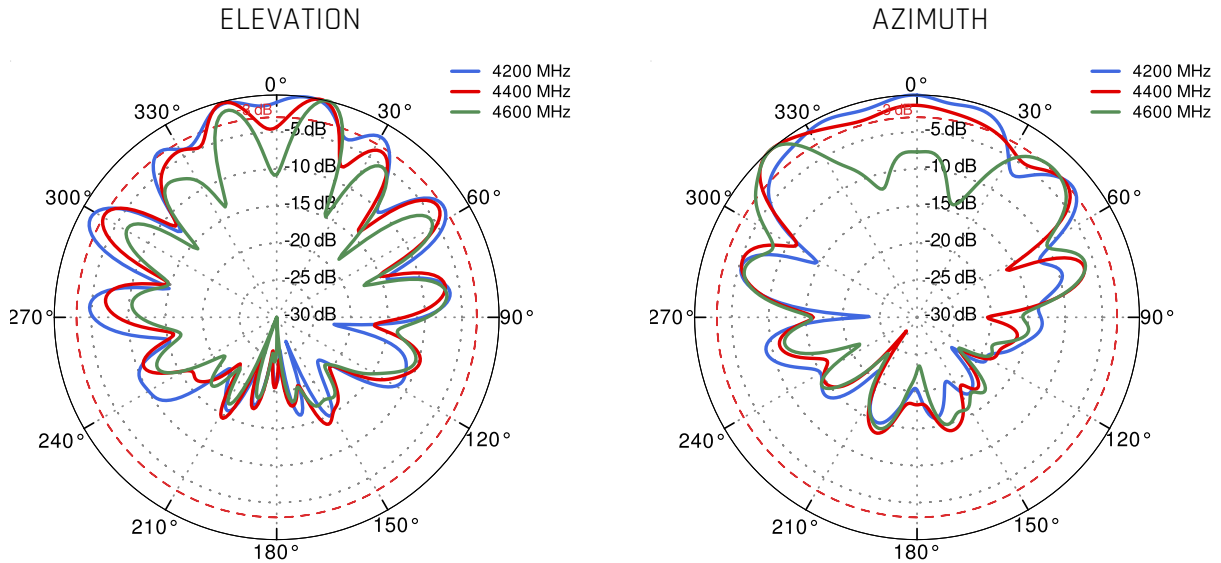 ELEVATION
4200 MHz
4400 MHz
4600 MHz
0°
330°
30°
-3 dB
-5 dB
-10 dB
300°
60°
-15 dB
-20 dB
-25 dB
-30 dB
270°
90°
240°
120°
210°
150°
180°
AZIMUTH
4200 MHz
4400 MHz
4600 MHz
0°
330°
30°
-3 dB
-5 dB
-10 dB
300°
60°
-15 dB
-20 dB
-25 dB
-30 dB
270°
90°
240°
120°
210°
150°
180°